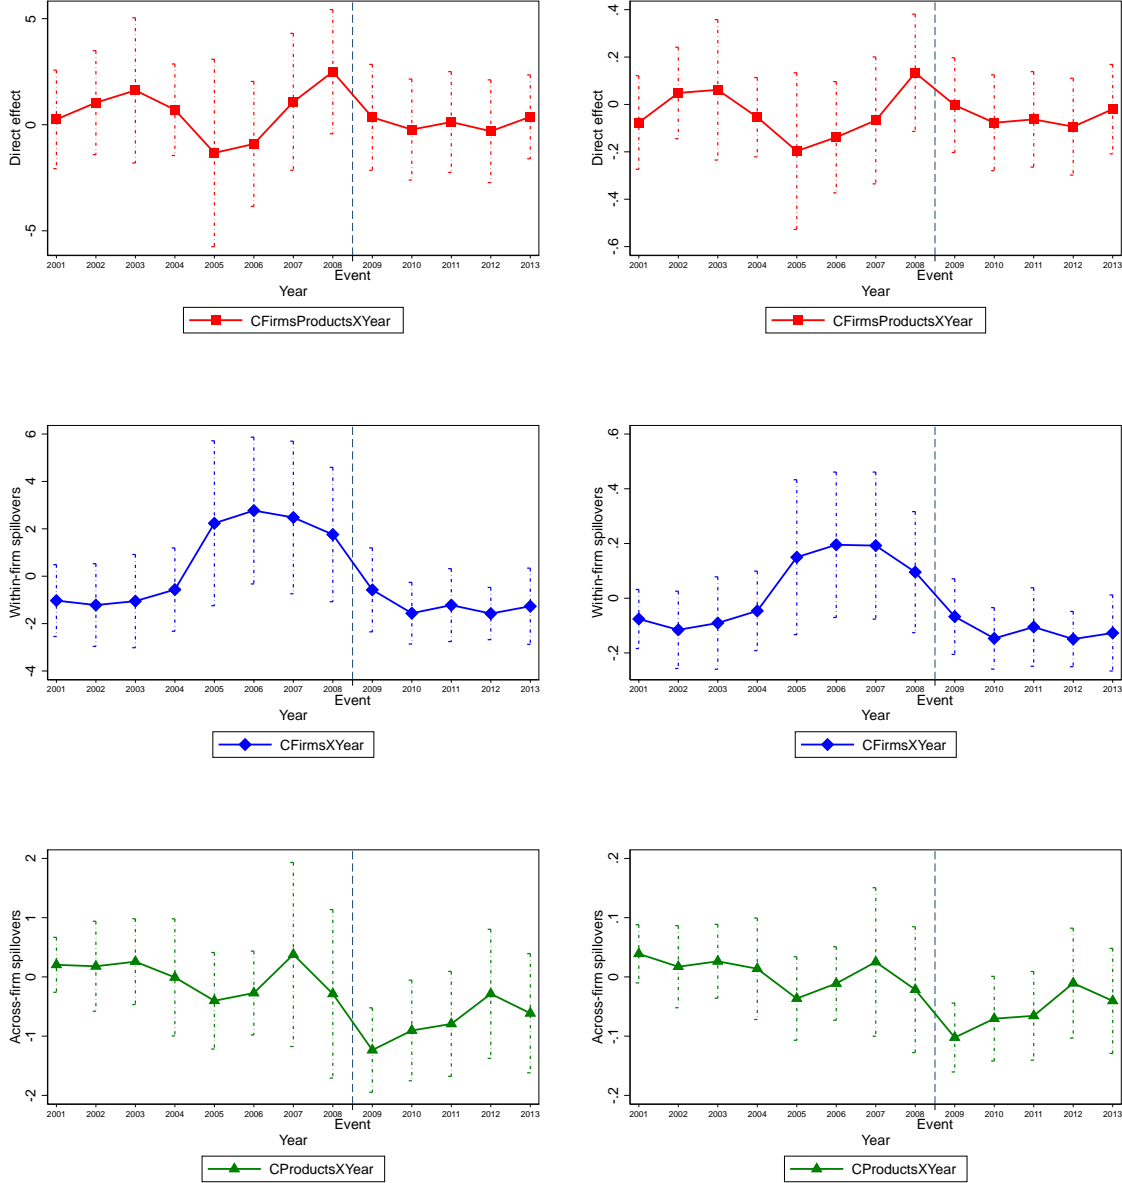 Direct effect
5
0
-5
2001 2002 2003 2004 2005 2006 2007 2008 2009 2010 2011 2012 2013
Event
Year
CFirmsProductsXYear
Direct effect
.4
.2
0
-.2
-.4
-.6
2001 2002 2003 2004 2005 2006 2007 2008 2009 2010 2011 2012 2013
Event
Year
CFirmsProductsXYear
Within-firm spillovers
6
4
2
0
-2
-4
2001 2002 2003 2004 2005 2006 2007 2008 2009 2010 2011 2012 2013
Event
Year
CFirmsXYear
Within-firm spillovers
.6
.4
.2
0
-.2
2001 2002 2003 2004 2005 2006 2007 2008 2009 2010 2011 2012 2013
Event
Year
CFirmsXYear
Across-firm spillovers
2
1
0
-1
-2
2001 2002 2003 2004 2005 2006 2007 2008 2009 2010 2011 2012 2013
Event
Year
CProductsXYear
Across-firm spillovers
.2
.1
0
-.1
-.2
2001 2002 2003 2004 2005 2006 2007 2008 2009 2010 2011 2012 2013
Event
Year
CProductsXYear